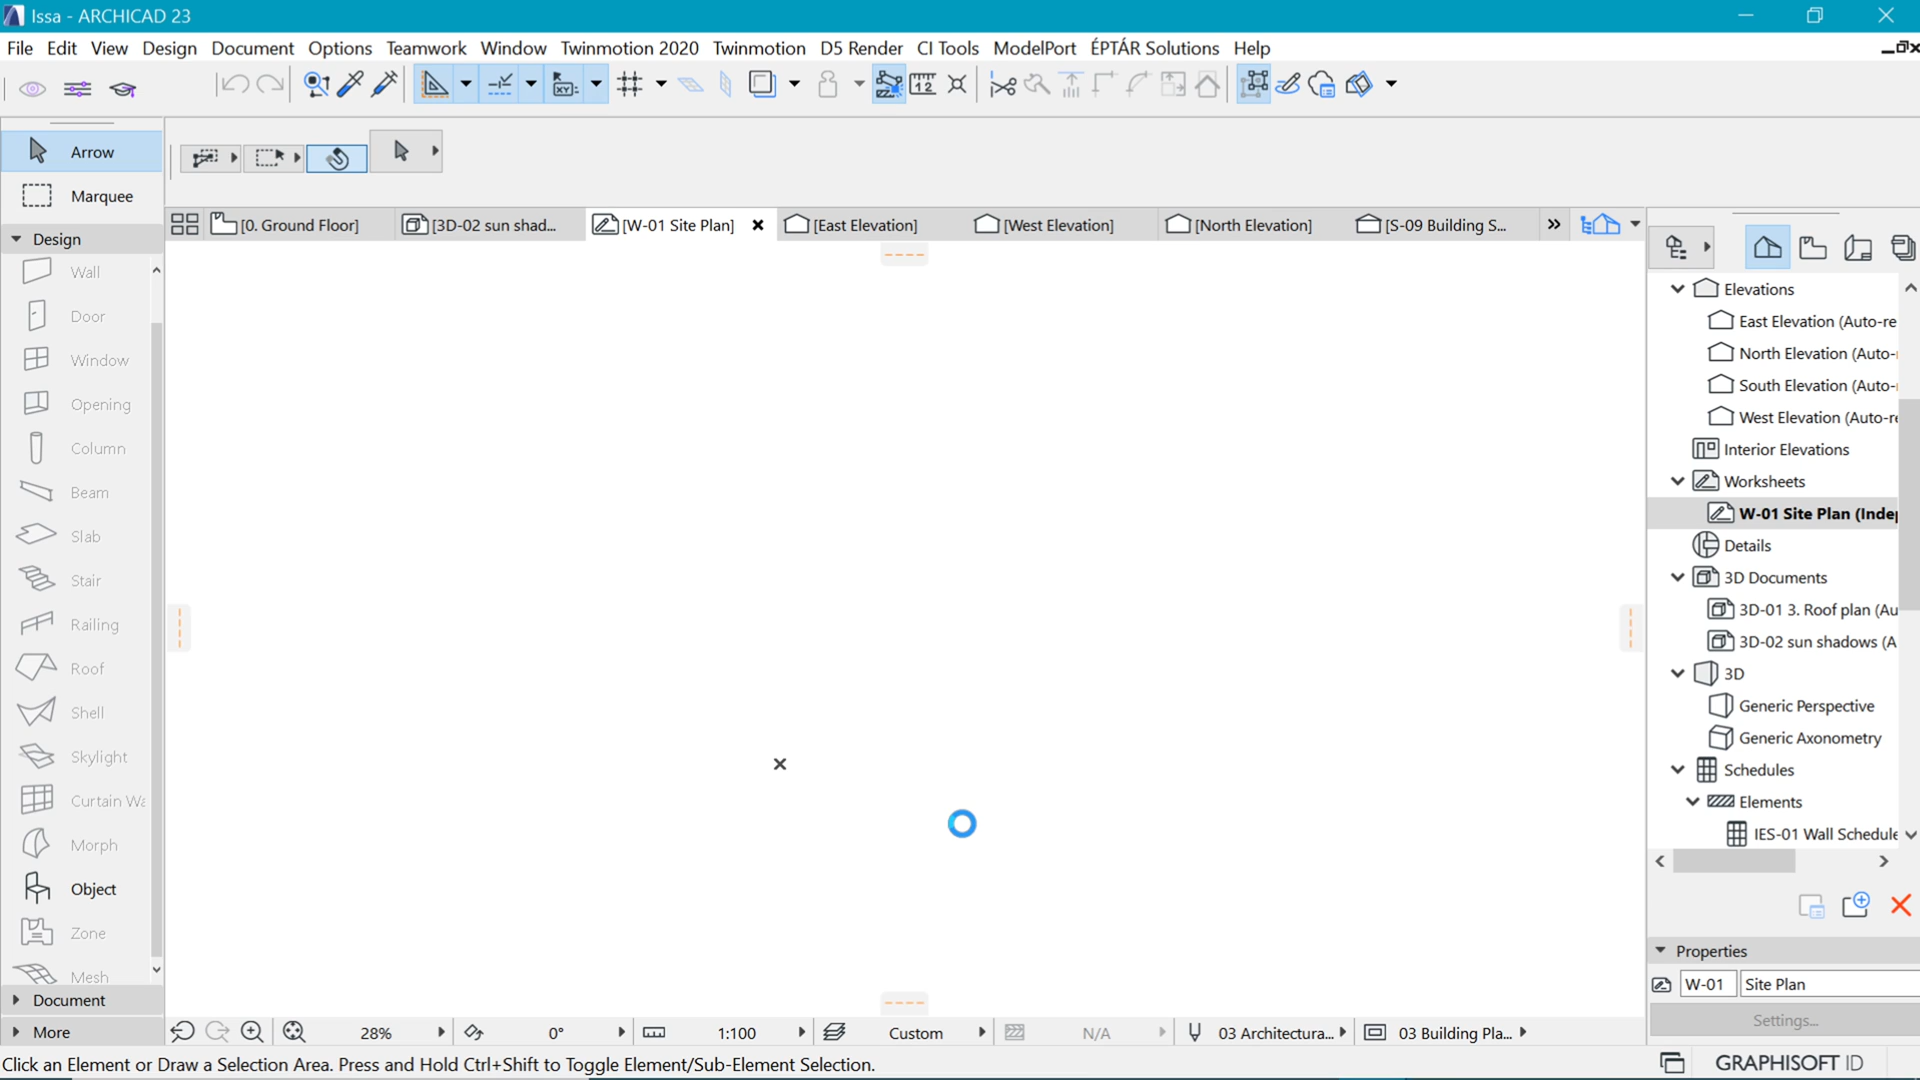 Issa - ARCHICAD 23
File Edit View Design Document Options Teamwork Window Twinmotion 2020 Twinmotion D5 Render CI Tools ModelPort ÉPTÁR Solutions Help
Arrow
Marquee
[0. Ground Floor] [3D-02 sun shad... [W-01 Site Plan] [East Elevation] [West Elevation] [North Elevation] [S-09 Building S...
Design
Wall
Door
Window
Opening
Column
Beam
Slab
Stair
Railing
Roof
Shell
Skylight
Curtain Wa
Morph
Object
Zone
Mesh
Document
More
Elevations
East Elevation (Auto-re
North Elevation (Auto-
South Elevation (Auto-
West Elevation (Auto-re
Interior Elevations
Worksheets
W-01 Site Plan (Indep
Details
3D Documents
3D-01 3. Roof plan (Au
3D-02 sun shadows (A
3D
Generic Perspective
Generic Axonometry
Schedules
Elements
IES-01 Wall Schedule
Properties
W-01 Site Plan
Settings...
28% 0° 1:100 Custom N/A 03 Architectura... 03 Building Pla...
Click an Element or Draw a Selection Area. Press and Hold Ctrl+Shift to Toggle Element/Sub-Element Selection.
GRAPHISOFT ID